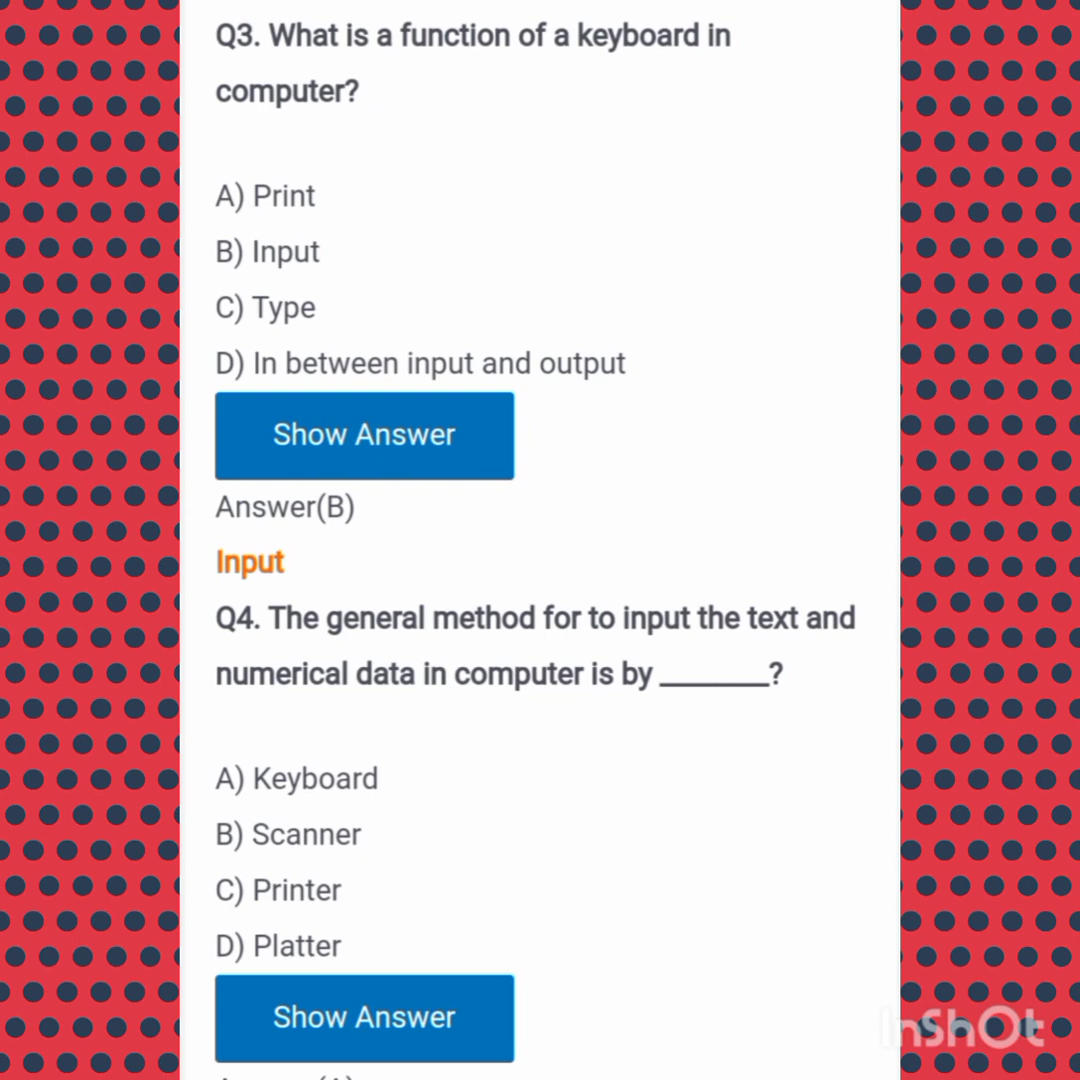 Q3. What is a function of a keyboard in
computer?
A) Print
B) Input
C) Type
D) In between input and output
Show Answer
Answer(B)
Input
Q4. The general method for to input the text and
numerical data in computer is by ________?
A) Keyboard
B) Scanner
C) Printer
D) Platter
Show Answer
InShOt